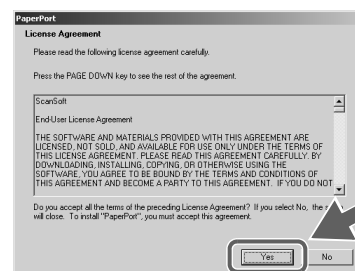 PaperPort
License Agreement
Please read the following license agreement carefully.
Press the PAGE DOWN key to see the rest of the agreement.
ScanSoft
End-User License Agreement
THE SOFTWARE AND MATERIALS PROVIDED WITH THIS AGREEMENT ARE
LICENSED, NOT SOLD, AND AVAILABLE FOR USE ONLY UNDER THE TERMS OF
THIS LICENSE AGREEMENT. PLEASE READ THIS AGREEMENT CAREFULLY. BY
DOWNLOADING, INSTALLING, COPYING, OR OTHERWISE USING THE
SOFTWARE, YOU AGREE TO BE BOUND BY THE TERMS AND CONDITIONS OF
THIS AGREEMENT AND BECOME A PARTY TO THIS AGREEMENT. IF YOU DO NOT
Do you accept all the terms of the preceding License Agreement? If you select No, the
will close. To install "PaperPort", you must accept this agreement.
Yes
No